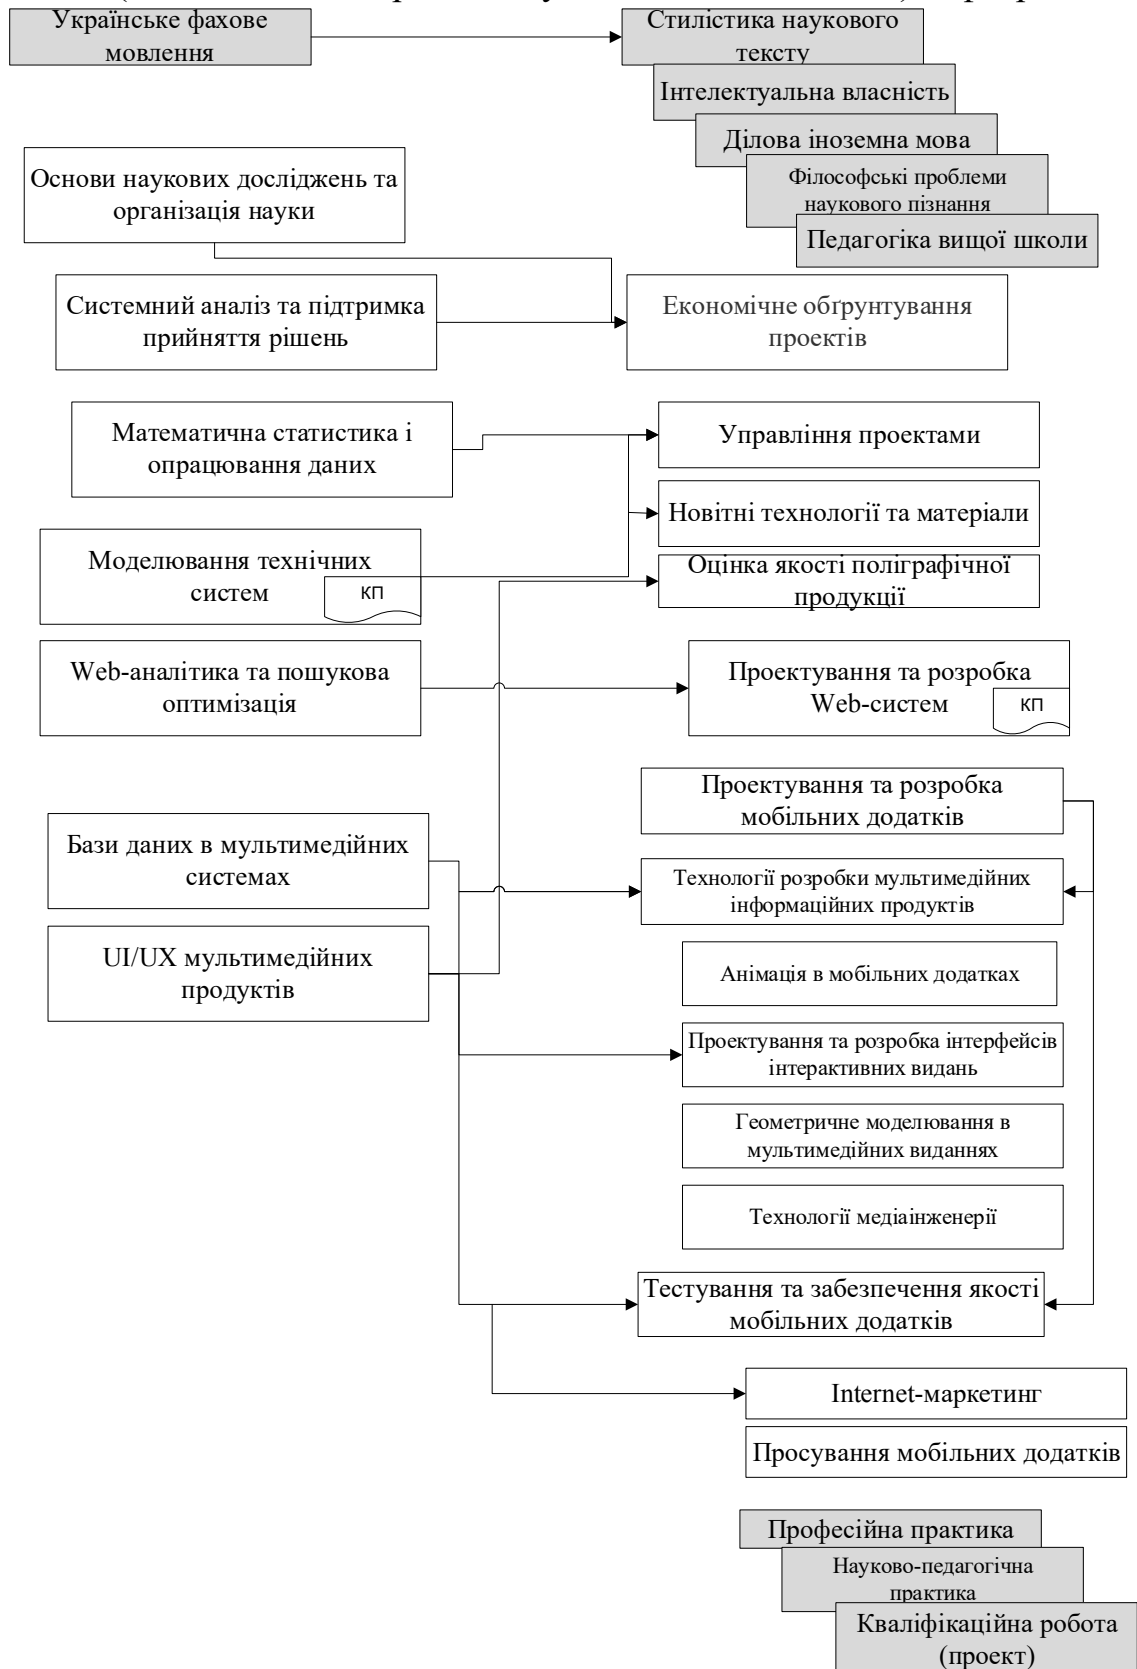 Українське фахове
мовлення
Стилістика наукового
тексту
Інтелектуальна власність
Ділова іноземна мова
Філософські проблеми
наукового пізнання
Педагогіка вищої школи
Основи наукових досліджень та
організація науки
Системний аналіз та підтримка
прийняття рішень
Економічне обґрунтування
проектів
Математична статистика і
опрацювання даних
Управління проектами
Новітні технології та матеріали
Моделювання технічних
систем
КП
Оцінка якості поліграфічної
продукції
Web-аналітика та пошукова
оптимізація
Проектування та розробка
Web-систем
КП
Проектування та розробка
мобільних додатків
Бази даних в мультимедійних
системах
Технології розробки мультимедійних
інформаційних продуктів
UI/UX мультимедійних
продуктів
Анімація в мобільних додатках
Проектування та розробка інтерфейсів
інтерактивних видань
Геометричне моделювання в
мультимедійних виданнях
Технології медіаінженерії
Тестування та забезпечення якості
мобільних додатків
Internet-маркетинг
Просування мобільних додатків
Професійна практика
Науково-педагогічна
практика
Кваліфікаційна робота
(проект)